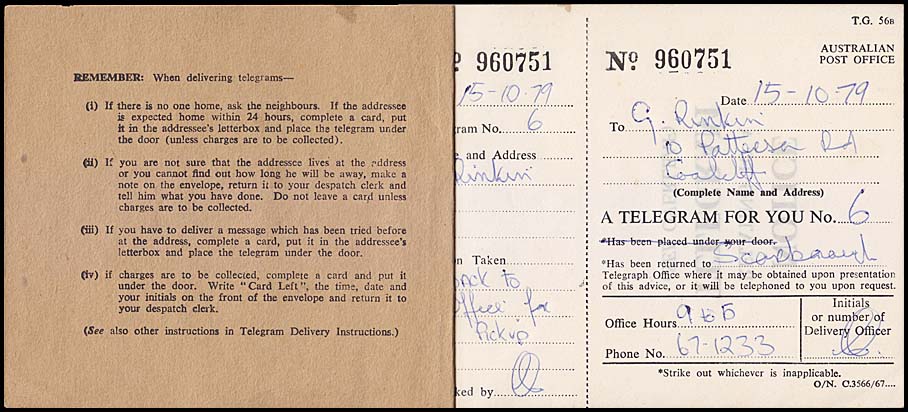 REMEMBER: When delivering telegrams—
(i) If there is no one home, ask the neighbours. If the addressee
is expected home within 24 hours, complete a card, put
it in the addressee's letterbox and place the telegram under
the door (unless charges are to be collected).
(ii) If you are not sure that the addressee lives at the address
or you cannot find out how long he will be away, make a
note on the envelope, return it to your despatch clerk and
tell him what you have done. Do not leave a card unless
charges are to be collected.
(iii) If you have to deliver a message which has been tried before
at the address, complete a card, put it in the addressee's
letterbox and place the telegram under the door.
(iv) if charges are to be collected, complete a card and put it
under the door. Write "Card Left", the time, date and
your initials on the front of the envelope and return it to
your despatch clerk.
(See also other instructions in Telegram Delivery Instructions.)
º 960751
15-10-79
ram No. 6
e and Address
Rinkin
n Taken
back to
office for
Pickup
ked by
T.G. 56B
Nº 960751
AUSTRALIAN
POST OFFICE
Date 15-10-79
To G. Rinkin
10 Patterson Rd
Coalcliff
(Complete Name and Address)
A TELEGRAM FOR YOU No. 6
*Has been placed under your door.
*Has been returned to Scarborough
Telegraph Office where it may be obtained upon presentation
of this advice, or it will be telephoned to you upon request.
Office Hours 9 to 5
Phone No. 67-1233
Initials
or number of
Delivery Officer
*Strike out whichever is inapplicable.
O/N. C.3566/67....